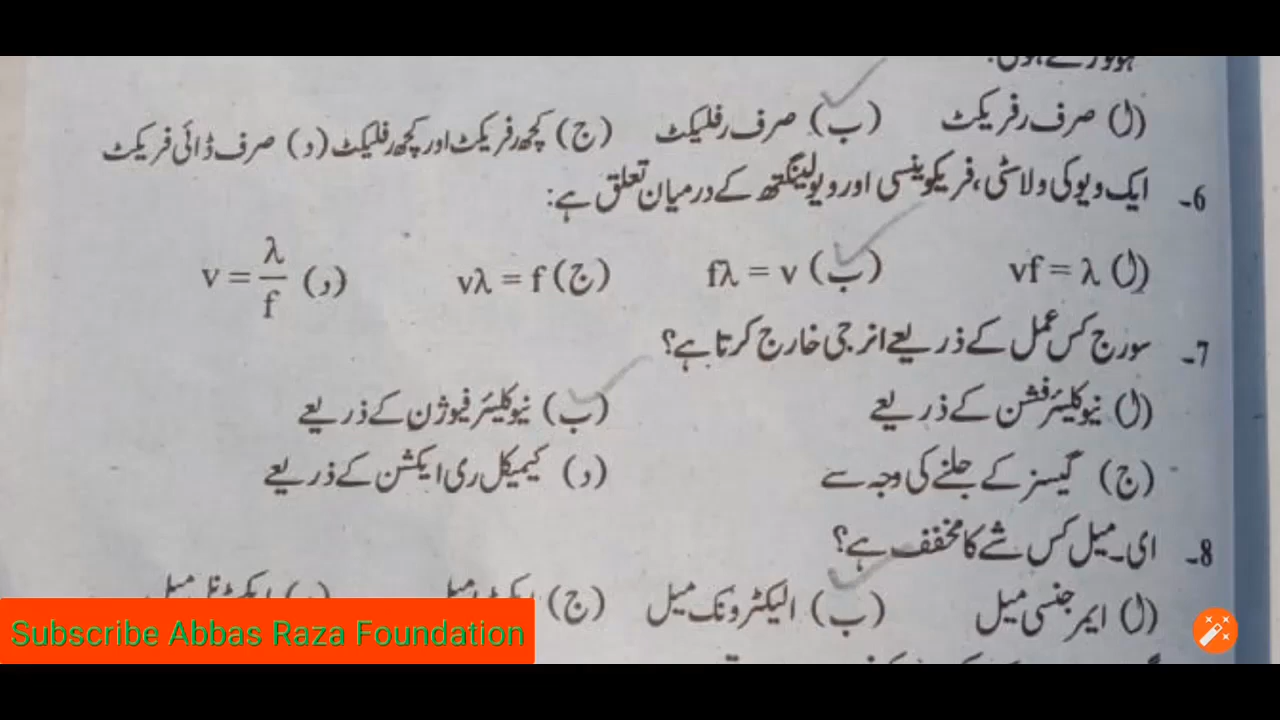 (ل) صرف رفریکٹ (ب) صرف رفلیکٹ (ج) کچھ رفریکٹ اور کچھ رفلیکٹ (د) صرف ڈائی فریکٹ
6۔ ایک ویو کی ولاسٹی، فریکوینسی اور ویولینگتھ کے درمیان تعلق ہے:
(ل) vf = λ (ب) fλ = v (ج) vλ = f (د) v = λ/f
7۔ سورج کس عمل کے ذریعے انرجی خارج کرتا ہے؟
(ل) نیوکلیئر فشن کے ذریعے (ب) نیوکلیئر فیوژن کے ذریعے
(ج) گیسز کے جلنے کی وجہ سے (د) کیمیکل ری ایکشن کے ذریعے
8۔ ای۔میل کس شے کا مخفف ہے؟
(ل) ایمرجنسی میل (ب) الیکٹرونک میل (ج)
Subscribe Abbas Raza Foundation